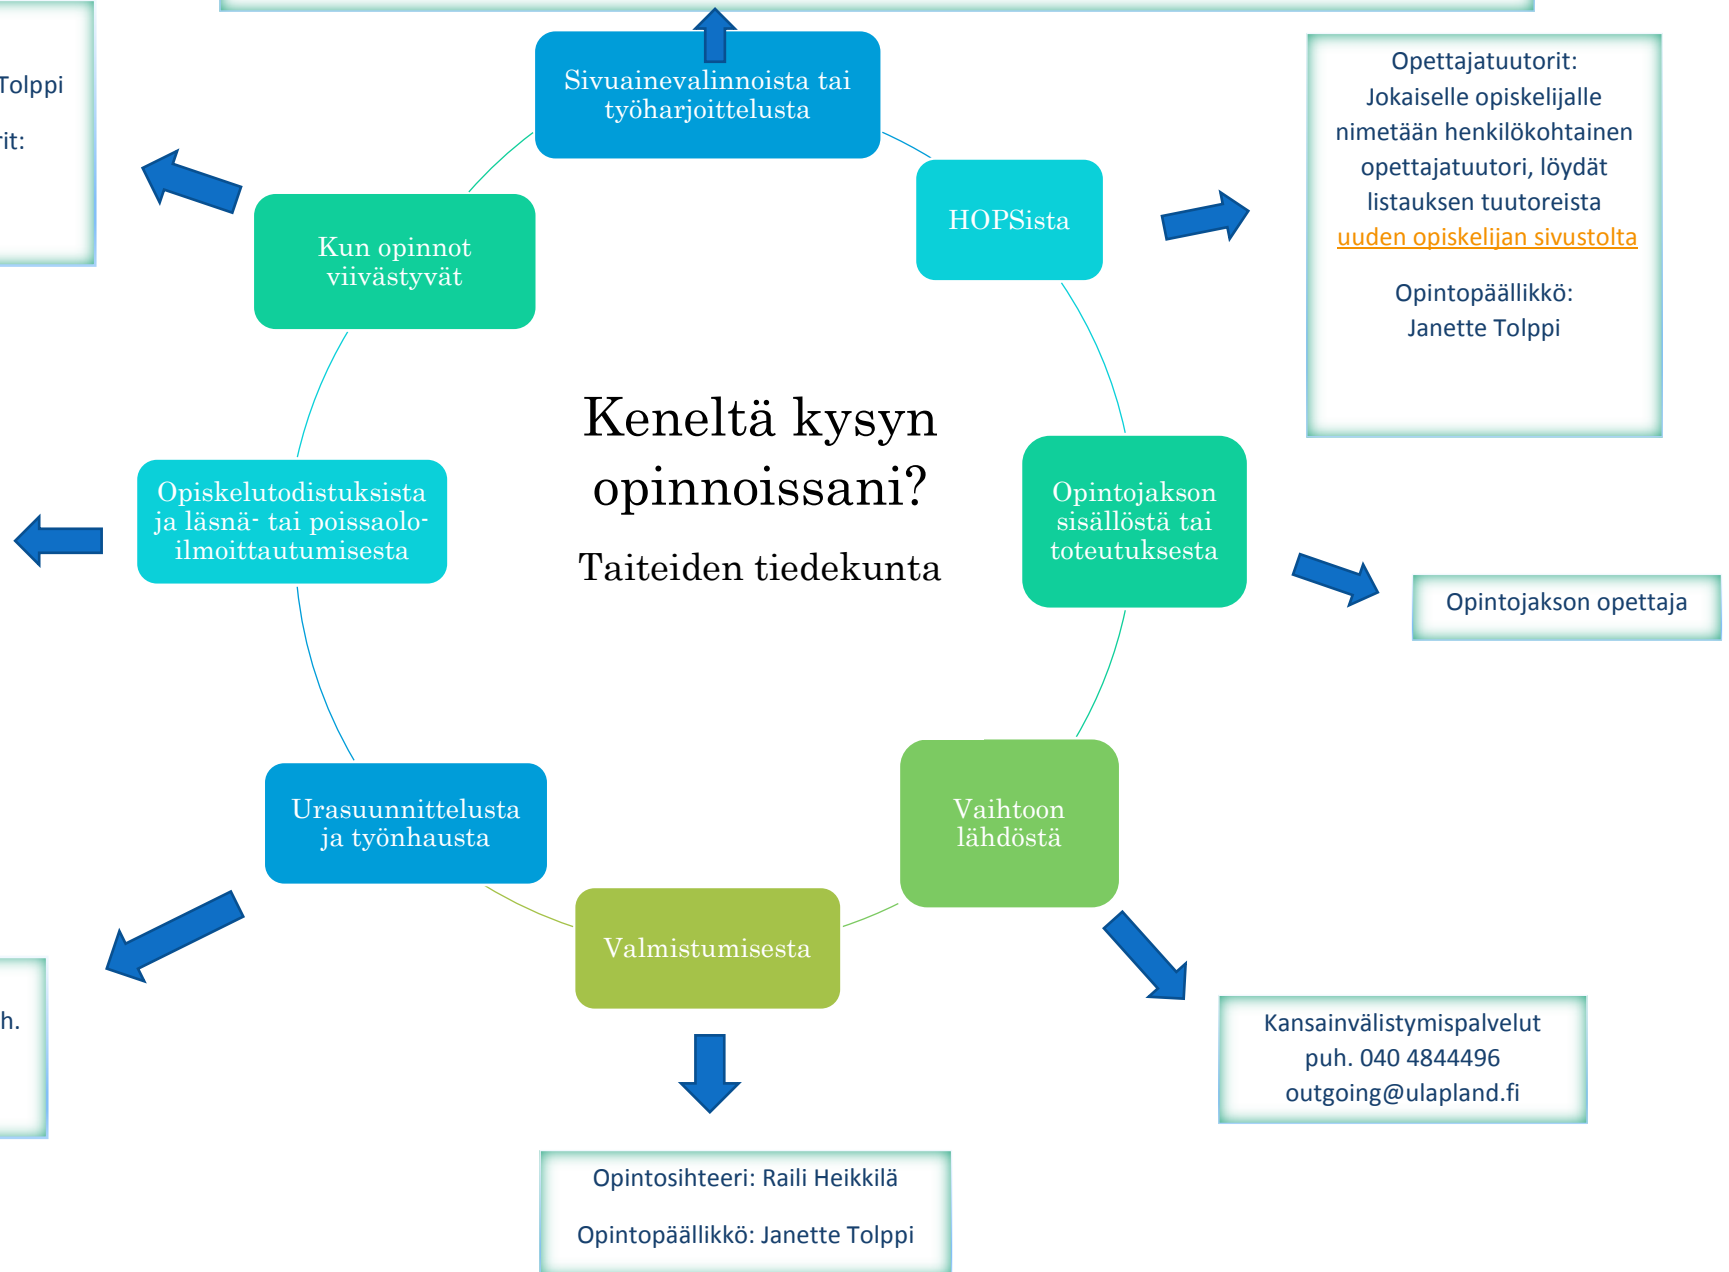 Sivuainevalinnoista tai
työharjoittelusta
Tolppi
rit:
Kun opinnot
viivästyvät
HOPSista
Opettajatuutorit:
Jokaiselle opiskelijalle
nimetään henkilökohtainen
opettajatuutori, löydät
listauksen tuutoreista
uuden opiskelijan sivustolta
Opintopäällikkö:
Janette Tolppi
Keneltä kysyn
opinnoissani?
Taiteiden tiedekunta
Opiskelutodistuksista
ja läsnä- tai poissaolo-
ilmoittautumisesta
Opintojakson
sisällöstä tai
toteutuksesta
Opintojakson opettaja
Urasuunnittelusta
ja työnhausta
Vaihtoon
lähdöstä
Valmistumisesta
h.
Kansainvälistymispalvelut
puh. 040 4844496
outgoing@ulapland.fi
Opintosihteeri: Raili Heikkilä
Opintopäällikkö: Janette Tolppi